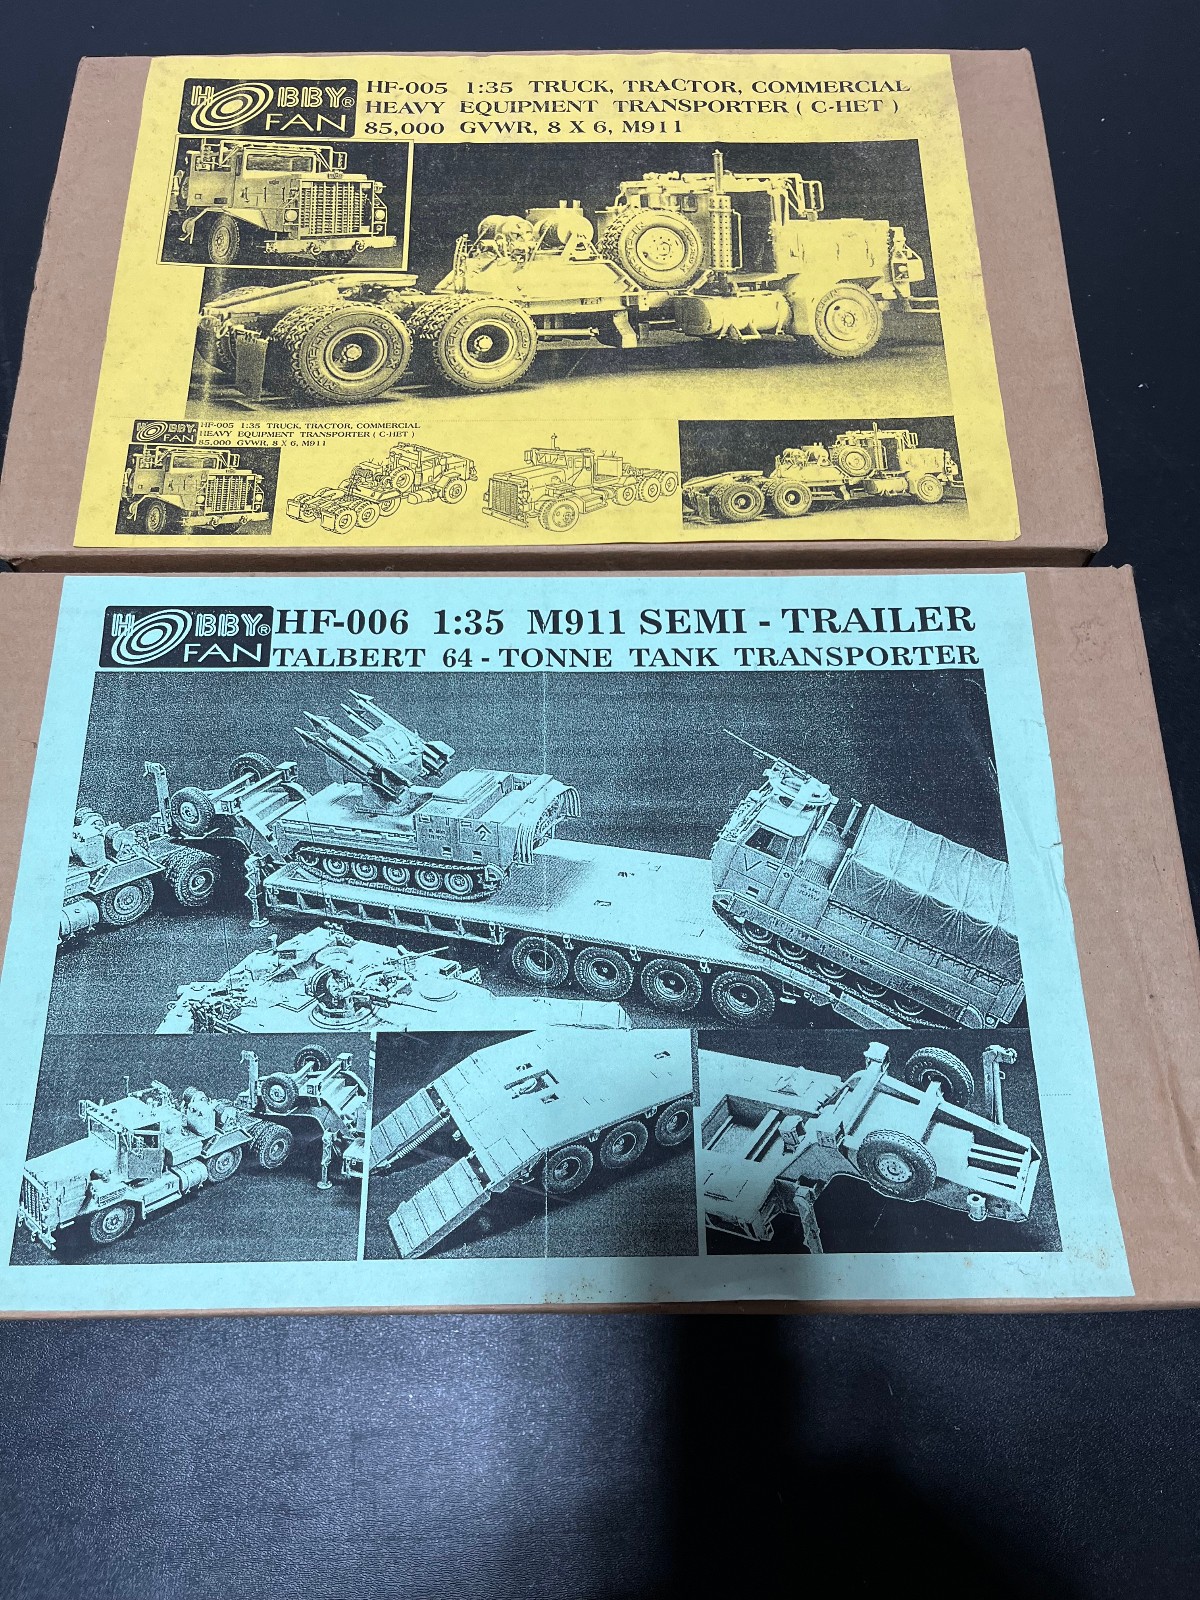 HOBBY® FAN
HF-005 1:35 TRUCK, TRACTOR, COMMERCIAL
HEAVY EQUIPMENT TRANSPORTER ( C-HET )
85,000 GVWR, 8 X 6, M911
MICHELIN
MICHELIN
HOBBY® FAN
HF-005 1:35 TRUCK, TRACTOR, COMMERCIAL
HEAVY EQUIPMENT TRANSPORTER ( C-HET )
85,000 GVWR, 8 X 6, M911
HOBBY® FAN
HF-006 1:35 M911 SEMI - TRAILER
TALBERT 64 - TONNE TANK TRANSPORTER